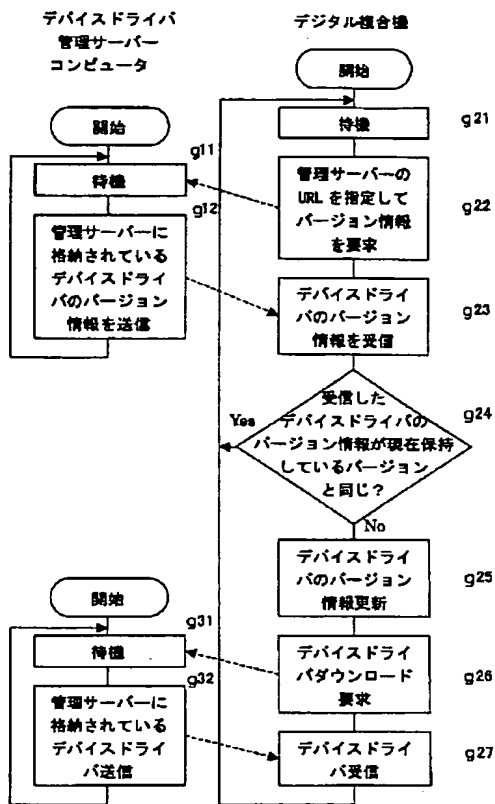 デバイスドライバ
管理サーバー
コンピュータ
開始
g11
待機
g12
管理サーバーに
格納されている
デバイスドライ
バのバージョン
情報を送信
開始
g31
待機
g32
管理サーバーに
格納されている
デバイスドライ
バ送信
デジタル複合機
開始
待機
g21
管理サーバーの
URLを指定して
バージョン情報
を要求
g22
デバイスドライ
バのバージョン
情報を受信
g23
受信した
デバイスドライバの
バージョン情報が現在保持
しているバージョン
と同じ？
g24
Yes
No
デバイスドライ
バのバージョン
情報更新
g25
デバイスドライ
バダウンロード
要求
g26
デバイスドライ
バ受信
g27